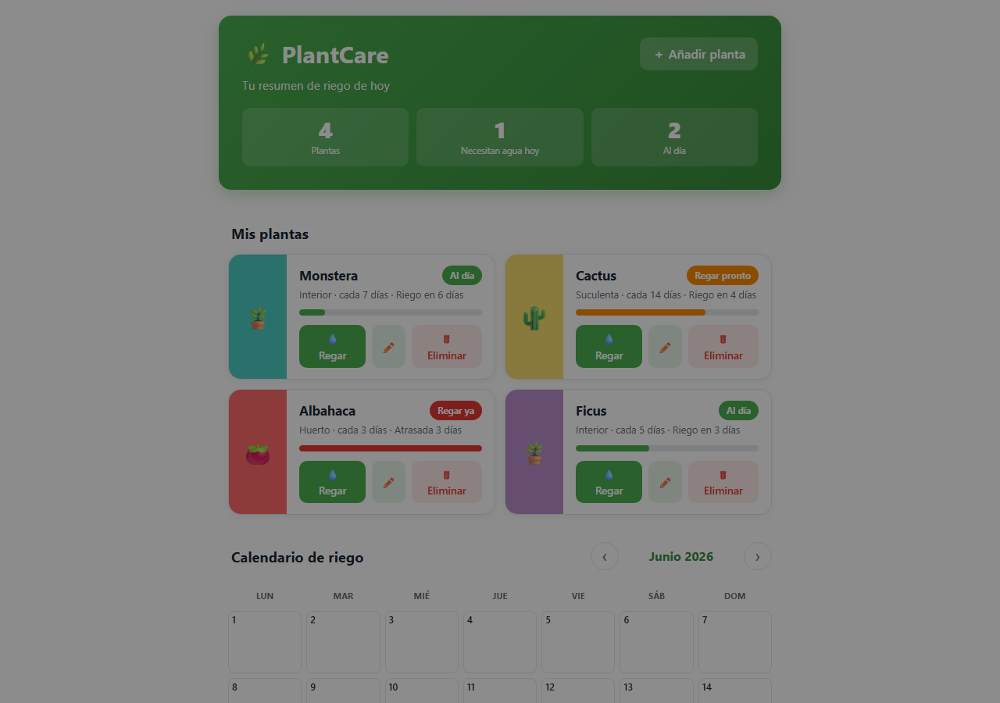 PlantCare
+ Añadir planta
Tu resumen de riego de hoy
4
Plantas
1
Necesitan agua hoy
2
Al día
Mis plantas
Monstera
Al día
Interior · cada 7 días · Riego en 6 días
Regar
Eliminar
Cactus
Regar pronto
Suculenta · cada 14 días · Riego en 4 días
Regar
Eliminar
Albahaca
Regar ya
Huerto · cada 3 días · Atrasada 3 días
Regar
Eliminar
Ficus
Al día
Interior · cada 5 días · Riego en 3 días
Regar
Eliminar
Calendario de riego
‹ Junio 2026 ›
LUN MAR MIÉ JUE VIE SÁB DOM
1 2 3 4 5 6 7
8 9 10 11 12 13 14